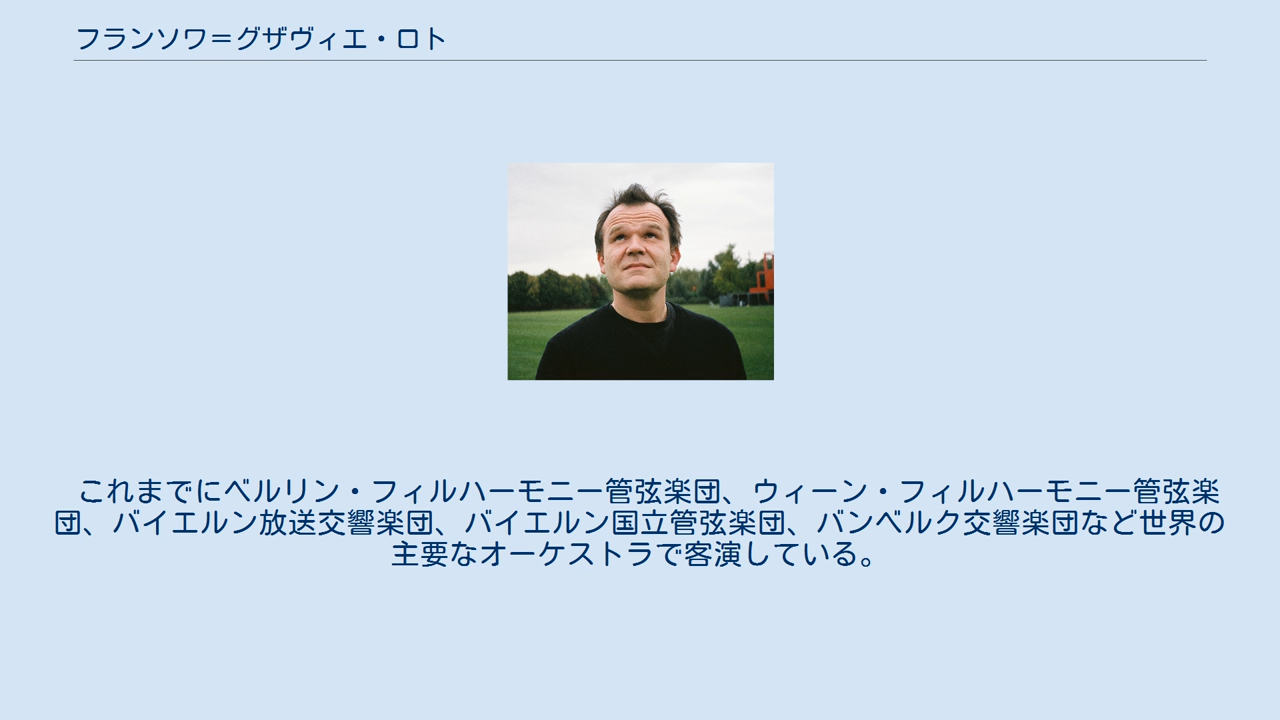 フランソワ＝グザヴィエ・ロト
これまでにベルリン・フィルハーモニー管弦楽団、ウィーン・フィルハーモニー管弦楽
団、バイエルン放送交響楽団、バイエルン国立管弦楽団、バンベルク交響楽団など世界の
主要なオーケストラで客演している。